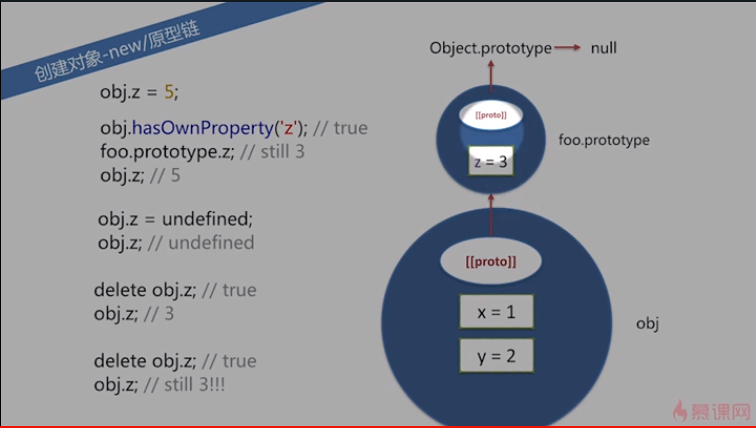 创建对象-new/原型链
obj.z = 5;
obj.hasOwnProperty('z'); // true
foo.prototype.z; // still 3
obj.z; // 5
obj.z = undefined;
obj.z; // undefined
delete obj.z; // true
obj.z; // 3
delete obj.z; // true
obj.z; // still 3!!!
Object.prototype
null
[[proto]]
z = 3
foo.prototype
[[proto]]
x = 1
y = 2
obj
慕课网